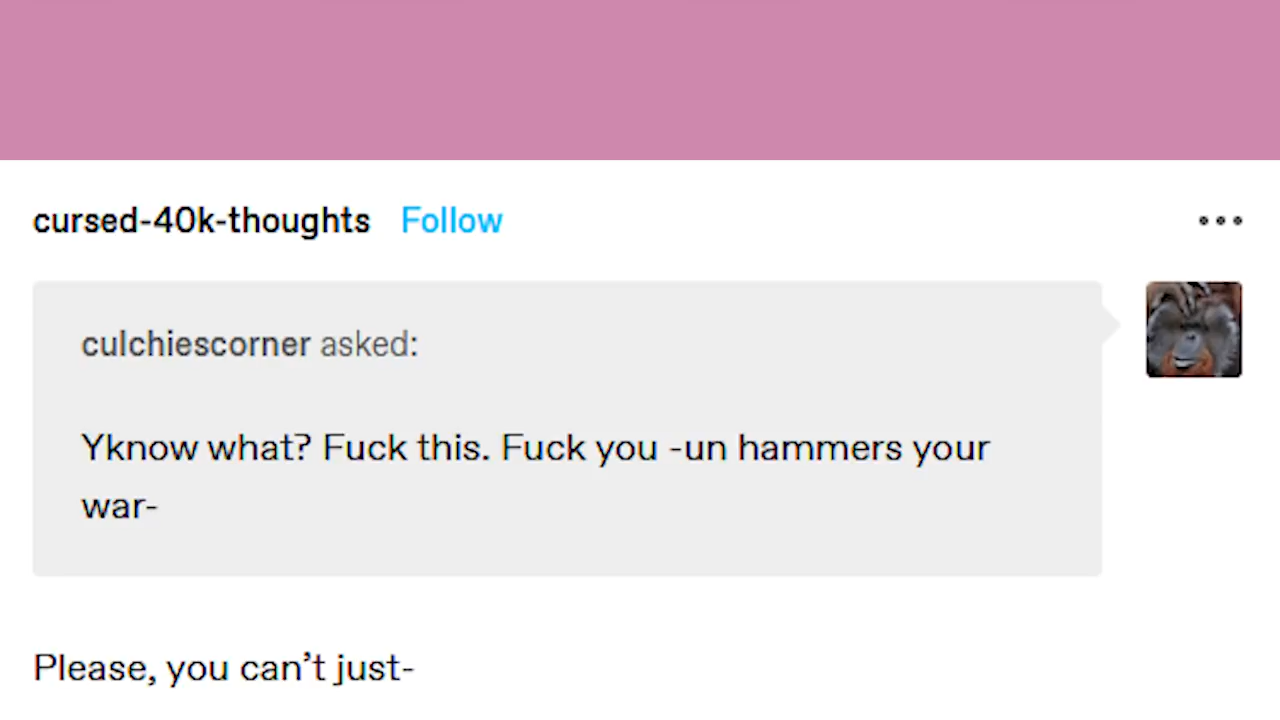 cursed-40k-thoughts Follow
culchiescorner asked:
Yknow what? Fuck this. Fuck you -un hammers your
war-
Please, you can’t just-